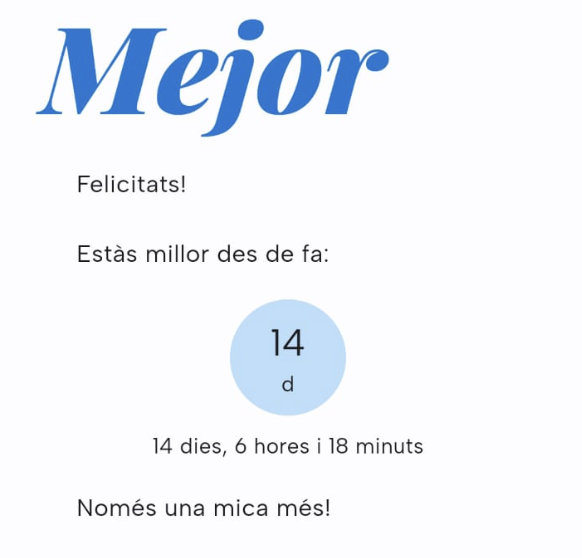 Mejor
Felicitats!
Estàs millor des de fa:
14
d
14 dies, 6 hores i 18 minuts
Només una mica més!